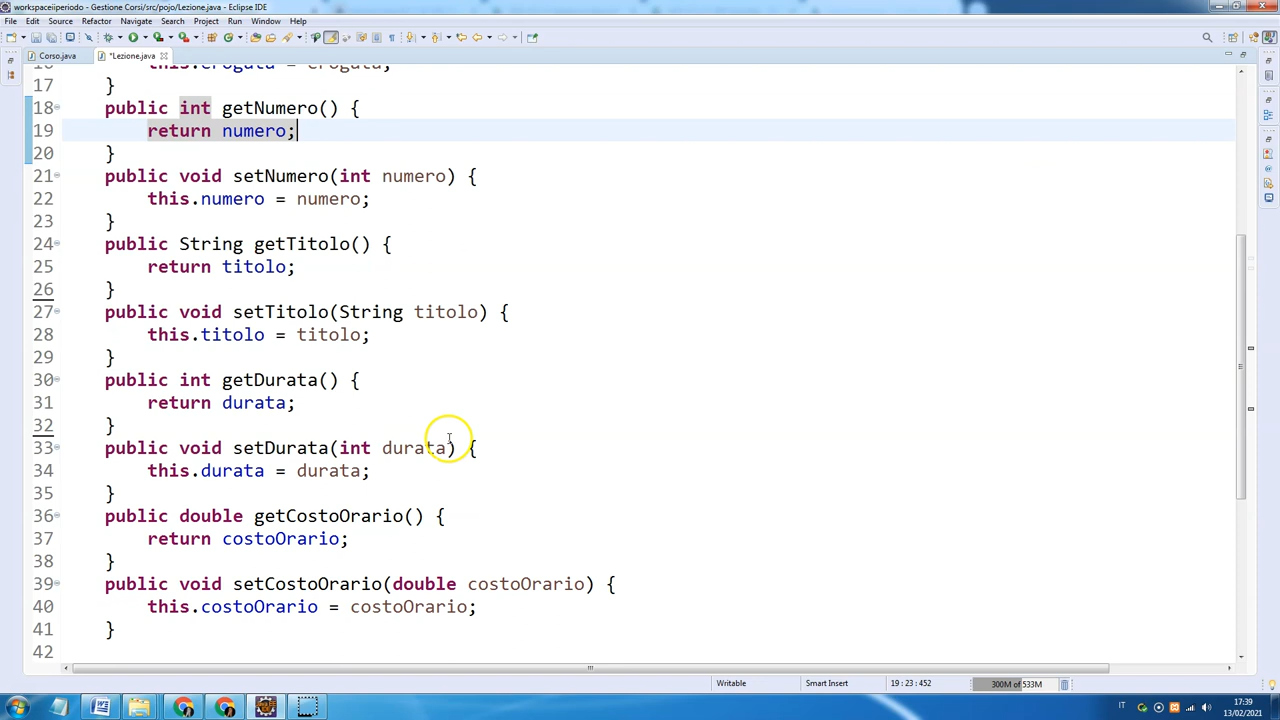 workspaceiiperiodo - Gestione Corsi/src/pojo/Lezione.java - Eclipse IDE
File Edit Source Refactor Navigate Search Project Run Window Help
Corso.java *Lezione.java
16 this.erogata = erogata;
17 }
18 public int getNumero() {
19 return numero;
20 }
21 public void setNumero(int numero) {
22 this.numero = numero;
23 }
24 public String getTitolo() {
25 return titolo;
26 }
27 public void setTitolo(String titolo) {
28 this.titolo = titolo;
29 }
30 public int getDurata() {
31 return durata;
32 }
33 public void setDurata(int durata) {
34 this.durata = durata;
35 }
36 public double getCostoOrario() {
37 return costoOrario;
38 }
39 public void setCostoOrario(double costoOrario) {
40 this.costoOrario = costoOrario;
41 }
42
Writable Smart Insert 19 : 23 : 452 300M of 533M
IT 17:39
13/02/2021